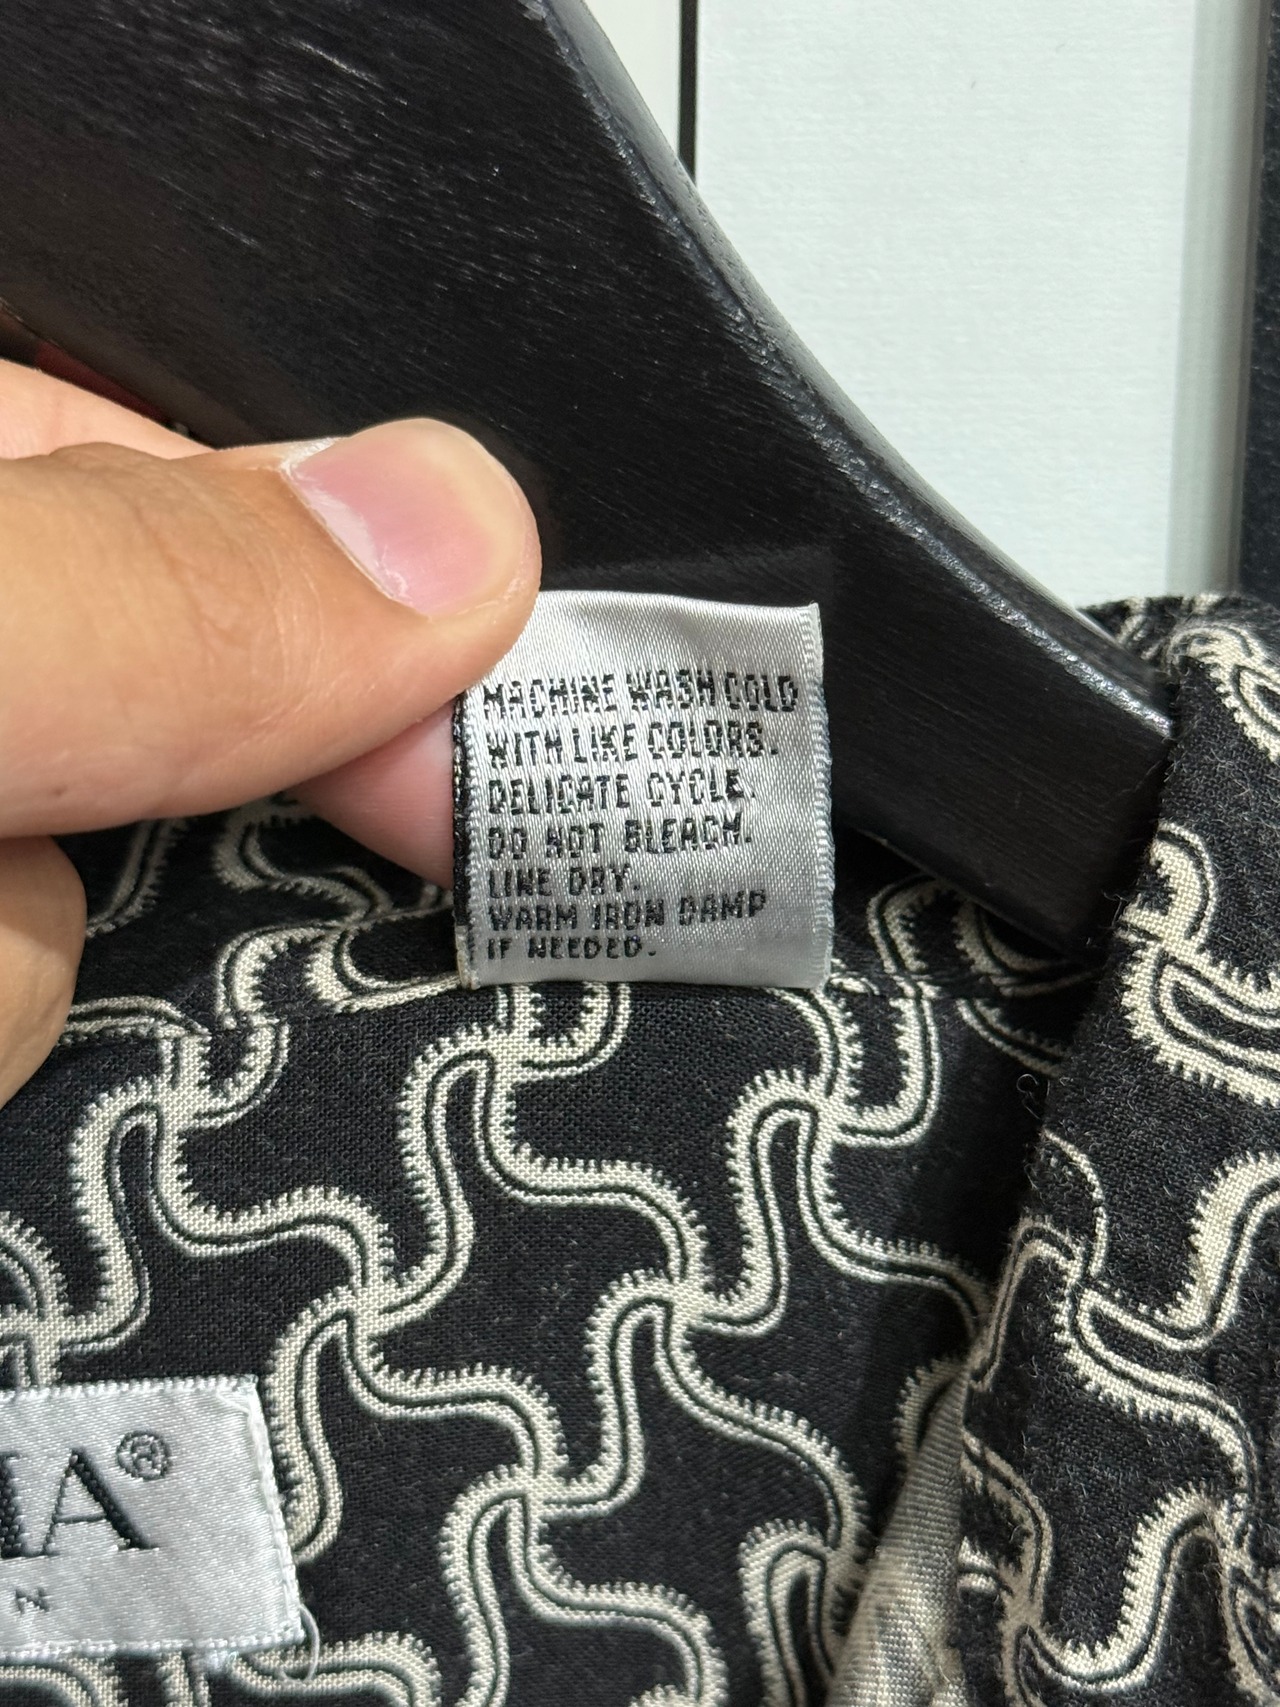 MACHINE WASH COLD
WITH LIKE COLORS.
DELICATE CYCLE.
DO NOT BLEACH.
LINE DRY.
WARM IRON DAMP
IF NEEDED.